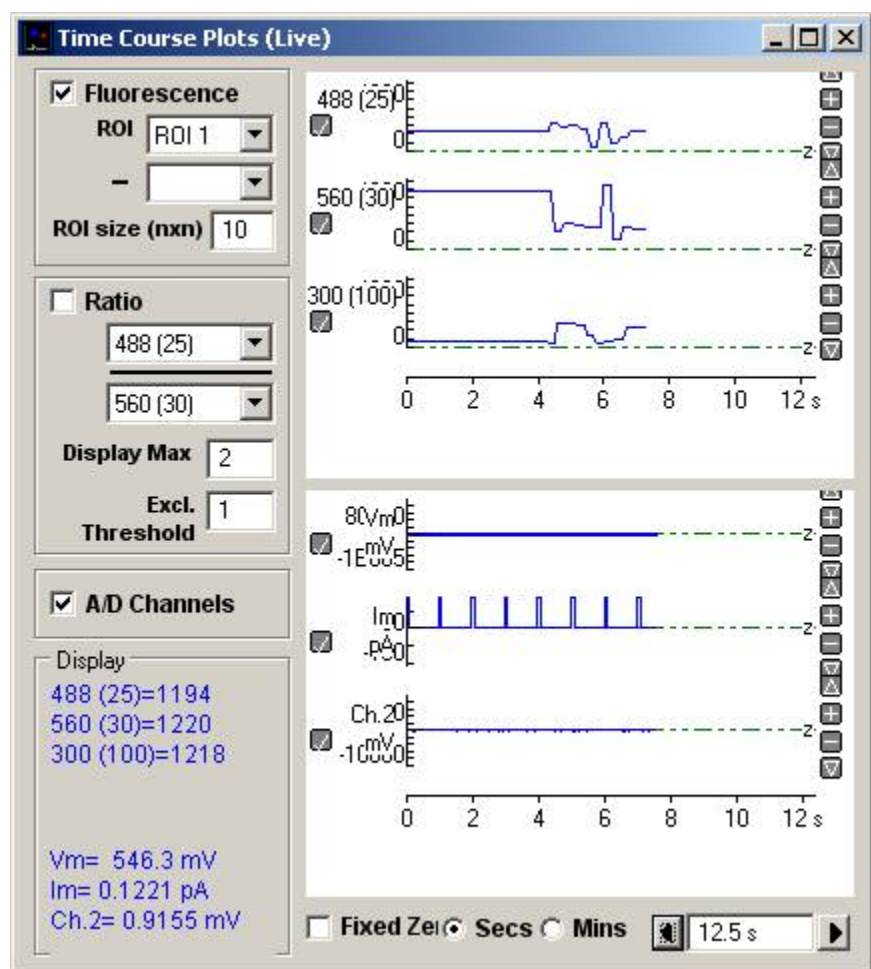 Time Course Plots (Live)
Fluorescence
ROI ROI 1
–
ROI size (nxn) 10
Ratio
488 (25)
560 (30)
Display Max 2
Excl. Threshold 1
A/D Channels
Display
488 (25)=1194
560 (30)=1220
300 (100)=1218
Vm= 546.3 mV
Im= 0.1221 pA
Ch.2= 0.9155 mV
488 (25)
0
z
560 (30)
0
z
300 (100)
0
z
0 2 4 6 8 10 12 s
Vm
mV
z
Im
pA
z
Ch.2
mV
z
0 2 4 6 8 10 12 s
Fixed Zer Secs Mins 12.5 s